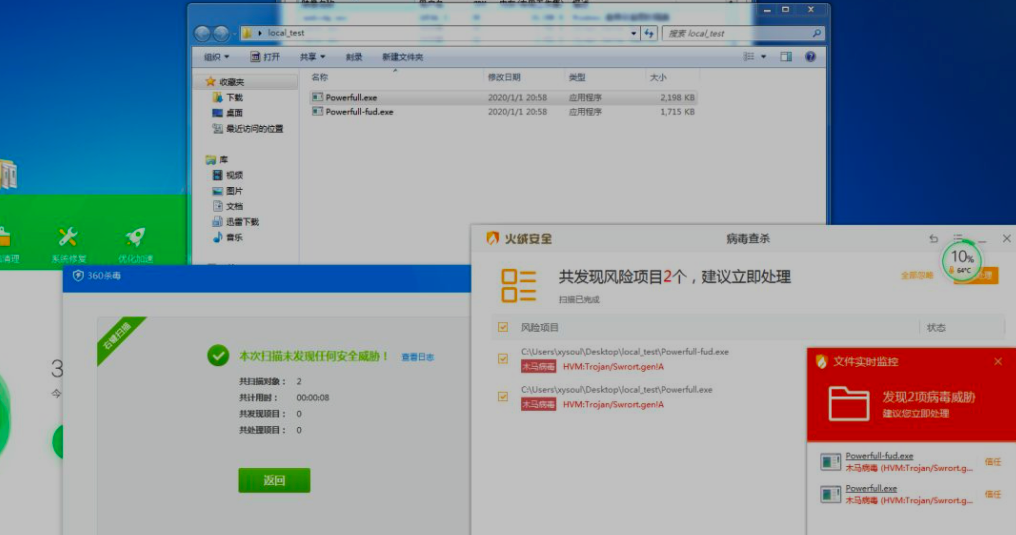 local_test
搜索 local_test
组织
打开
共享
刻录
新建文件夹
收藏夹
下载
桌面
最近访问的位置
库
视频
图片
文档
迅雷下载
音乐
名称
修改日期
类型
大小
Powerfull.exe
2020/1/1 20:58
应用程序
2,198 KB
Powerfull-fud.exe
2020/1/1 20:58
应用程序
1,715 KB
系统修复
优化加速
360杀毒
右键扫描
本次扫描未发现任何安全威胁！
查看日志
共扫描对象： 2
共计用时： 00:00:08
共发现项目： 0
共处理项目： 0
返回
火绒安全
病毒查杀
共发现风险项目2个，建议立即处理
扫描已完成
全部忽略
10%
64°C
风险项目
状态
C:\Users\xysoul\Desktop\local_test\Powerfull-fud.exe
木马病毒 HVM:Trojan/Swrort.gen!A
C:\Users\xysoul\Desktop\local_test\Powerfull.exe
木马病毒 HVM:Trojan/Swrort.gen!A
文件实时监控
发现2项病毒威胁
建议您立即处理
Powerfull-fud.exe
信任
木马病毒 (HVM:Trojan/Swrort.g...
Powerfull.exe
信任
木马病毒 (HVM:Trojan/Swrort.g...